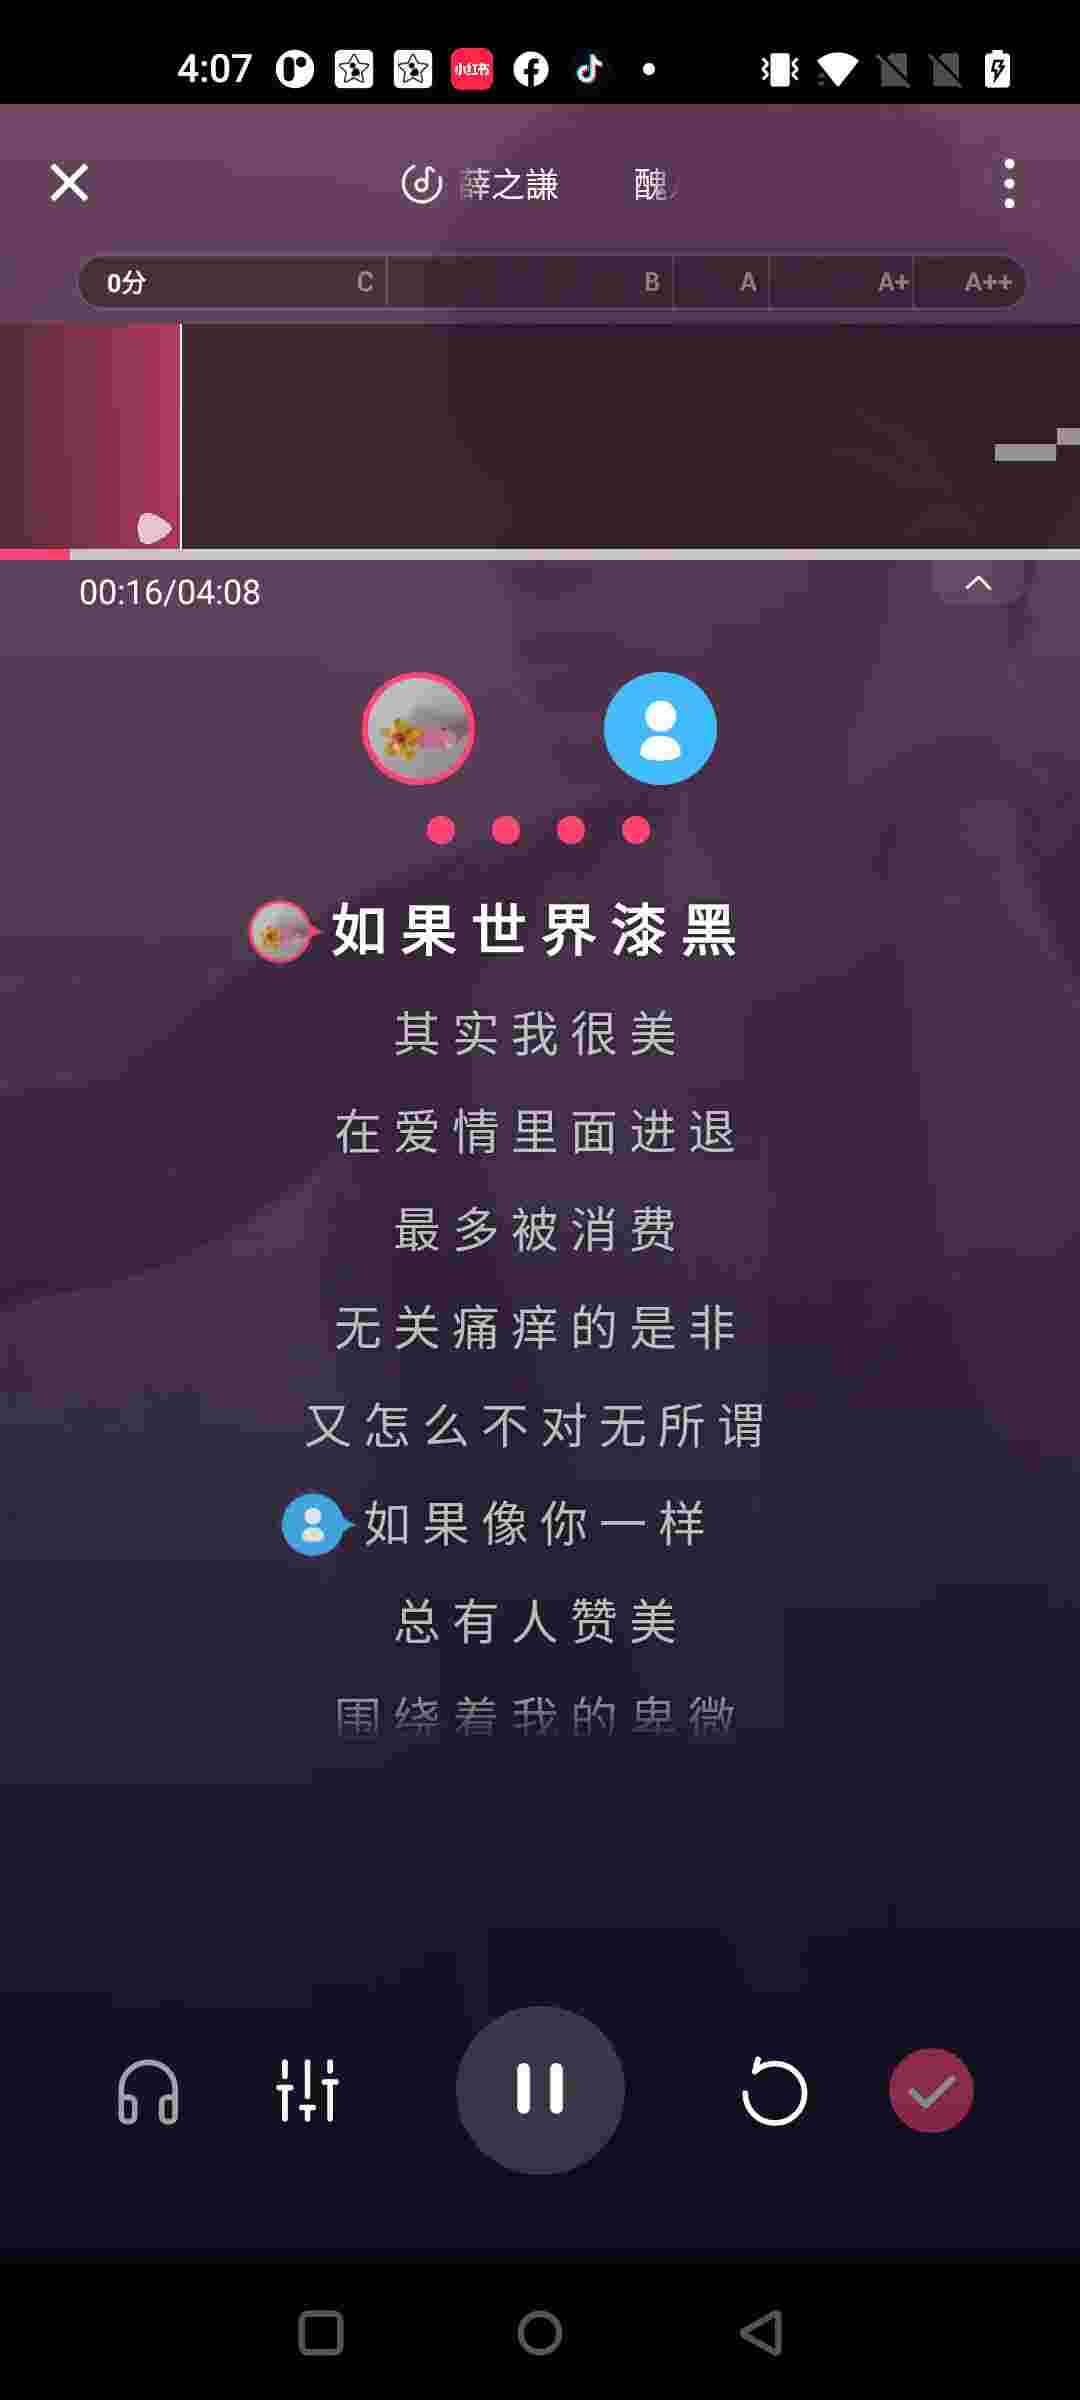 4:07
小红书
薛之謙 醜
0分 C B A A+ A++
00:16/04:08
如果世界漆黑
其实我很美
在爱情里面进退
最多被消费
无关痛痒的是非
又怎么不对无所谓
如果像你一样
总有人赞美
围绕着我的卑微